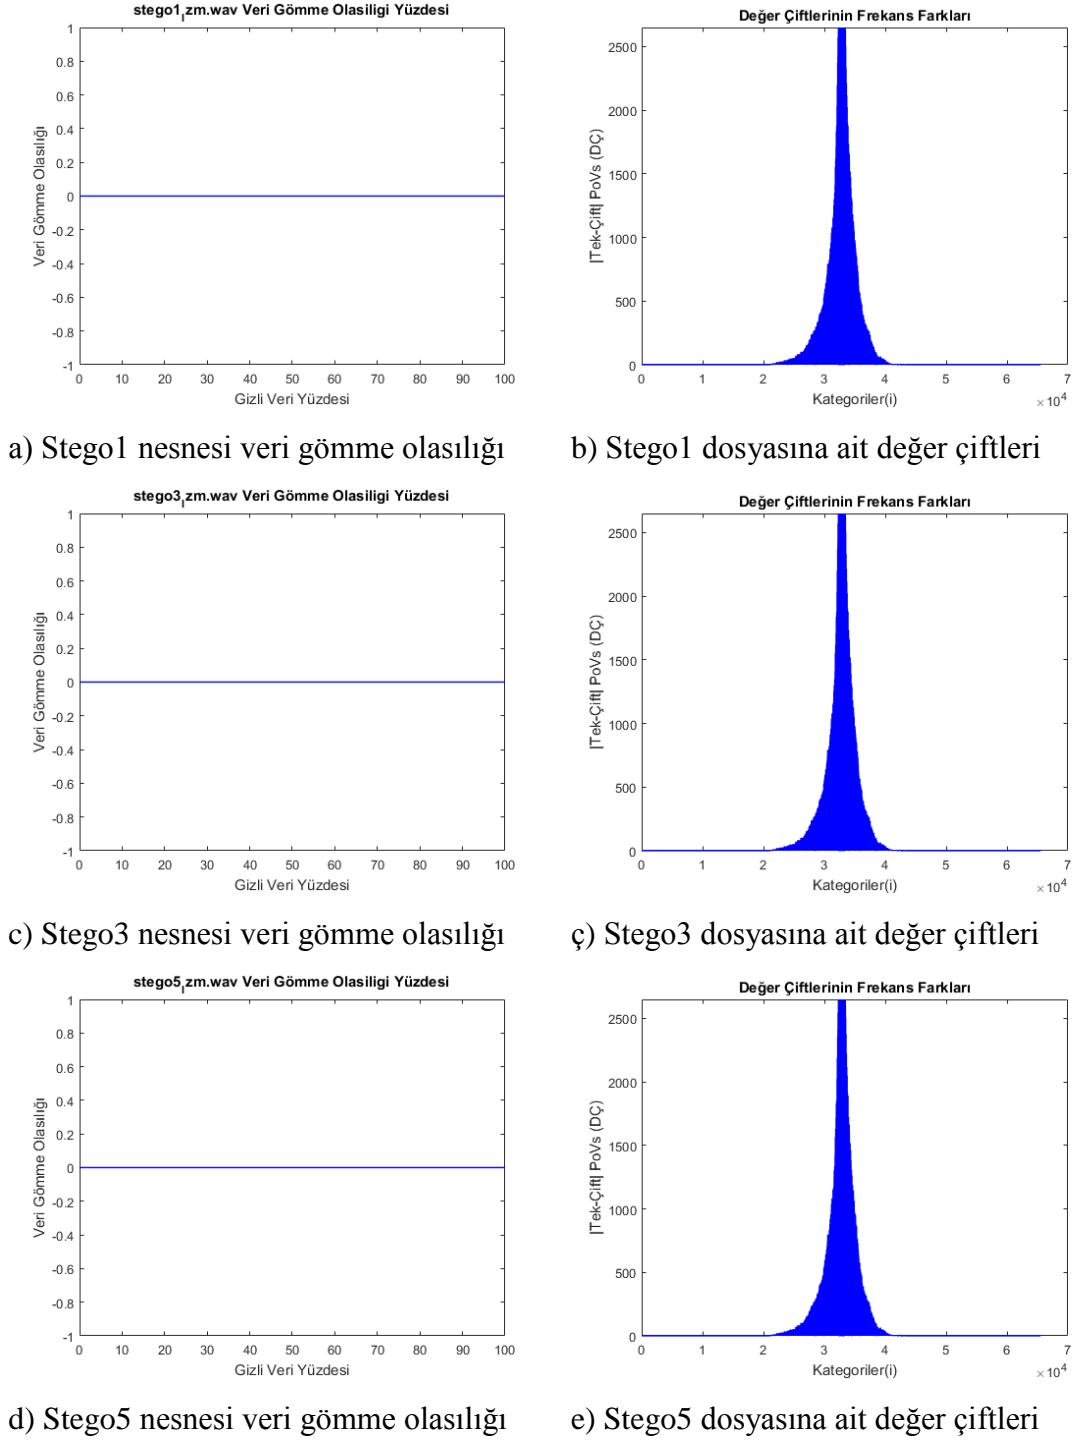 stego1ızm.wav Veri Gömme Olasiligi Yüzdesi
Veri Gömme Olasılığı
1
0.8
0.6
0.4
0.2
0
-0.2
-0.4
-0.6
-0.8
-1
0 10 20 30 40 50 60 70 80 90 100
Gizli Veri Yüzdesi
Değer Çiftlerinin Frekans Farkları
|Tek-Çift| PoVs (DÇ)
2500
2000
1500
1000
500
0
0 1 2 3 4 5 6 7
Kategoriler(i)
×10^4
a) Stego1 nesnesi veri gömme olasılığı
b) Stego1 dosyasına ait değer çiftleri
stego3ızm.wav Veri Gömme Olasiligi Yüzdesi
Veri Gömme Olasılığı
1
0.8
0.6
0.4
0.2
0
-0.2
-0.4
-0.6
-0.8
-1
0 10 20 30 40 50 60 70 80 90 100
Gizli Veri Yüzdesi
Değer Çiftlerinin Frekans Farkları
|Tek-Çift| PoVs (DÇ)
2500
2000
1500
1000
500
0
0 1 2 3 4 5 6 7
Kategoriler(i)
×10^4
c) Stego3 nesnesi veri gömme olasılığı
ç) Stego3 dosyasına ait değer çiftleri
stego5ızm.wav Veri Gömme Olasiligi Yüzdesi
Veri Gömme Olasılığı
1
0.8
0.6
0.4
0.2
0
-0.2
-0.4
-0.6
-0.8
-1
0 10 20 30 40 50 60 70 80 90 100
Gizli Veri Yüzdesi
Değer Çiftlerinin Frekans Farkları
|Tek-Çift| PoVs (DÇ)
2500
2000
1500
1000
500
0
0 1 2 3 4 5 6 7
Kategoriler(i)
×10^4
d) Stego5 nesnesi veri gömme olasılığı
e) Stego5 dosyasına ait değer çiftleri